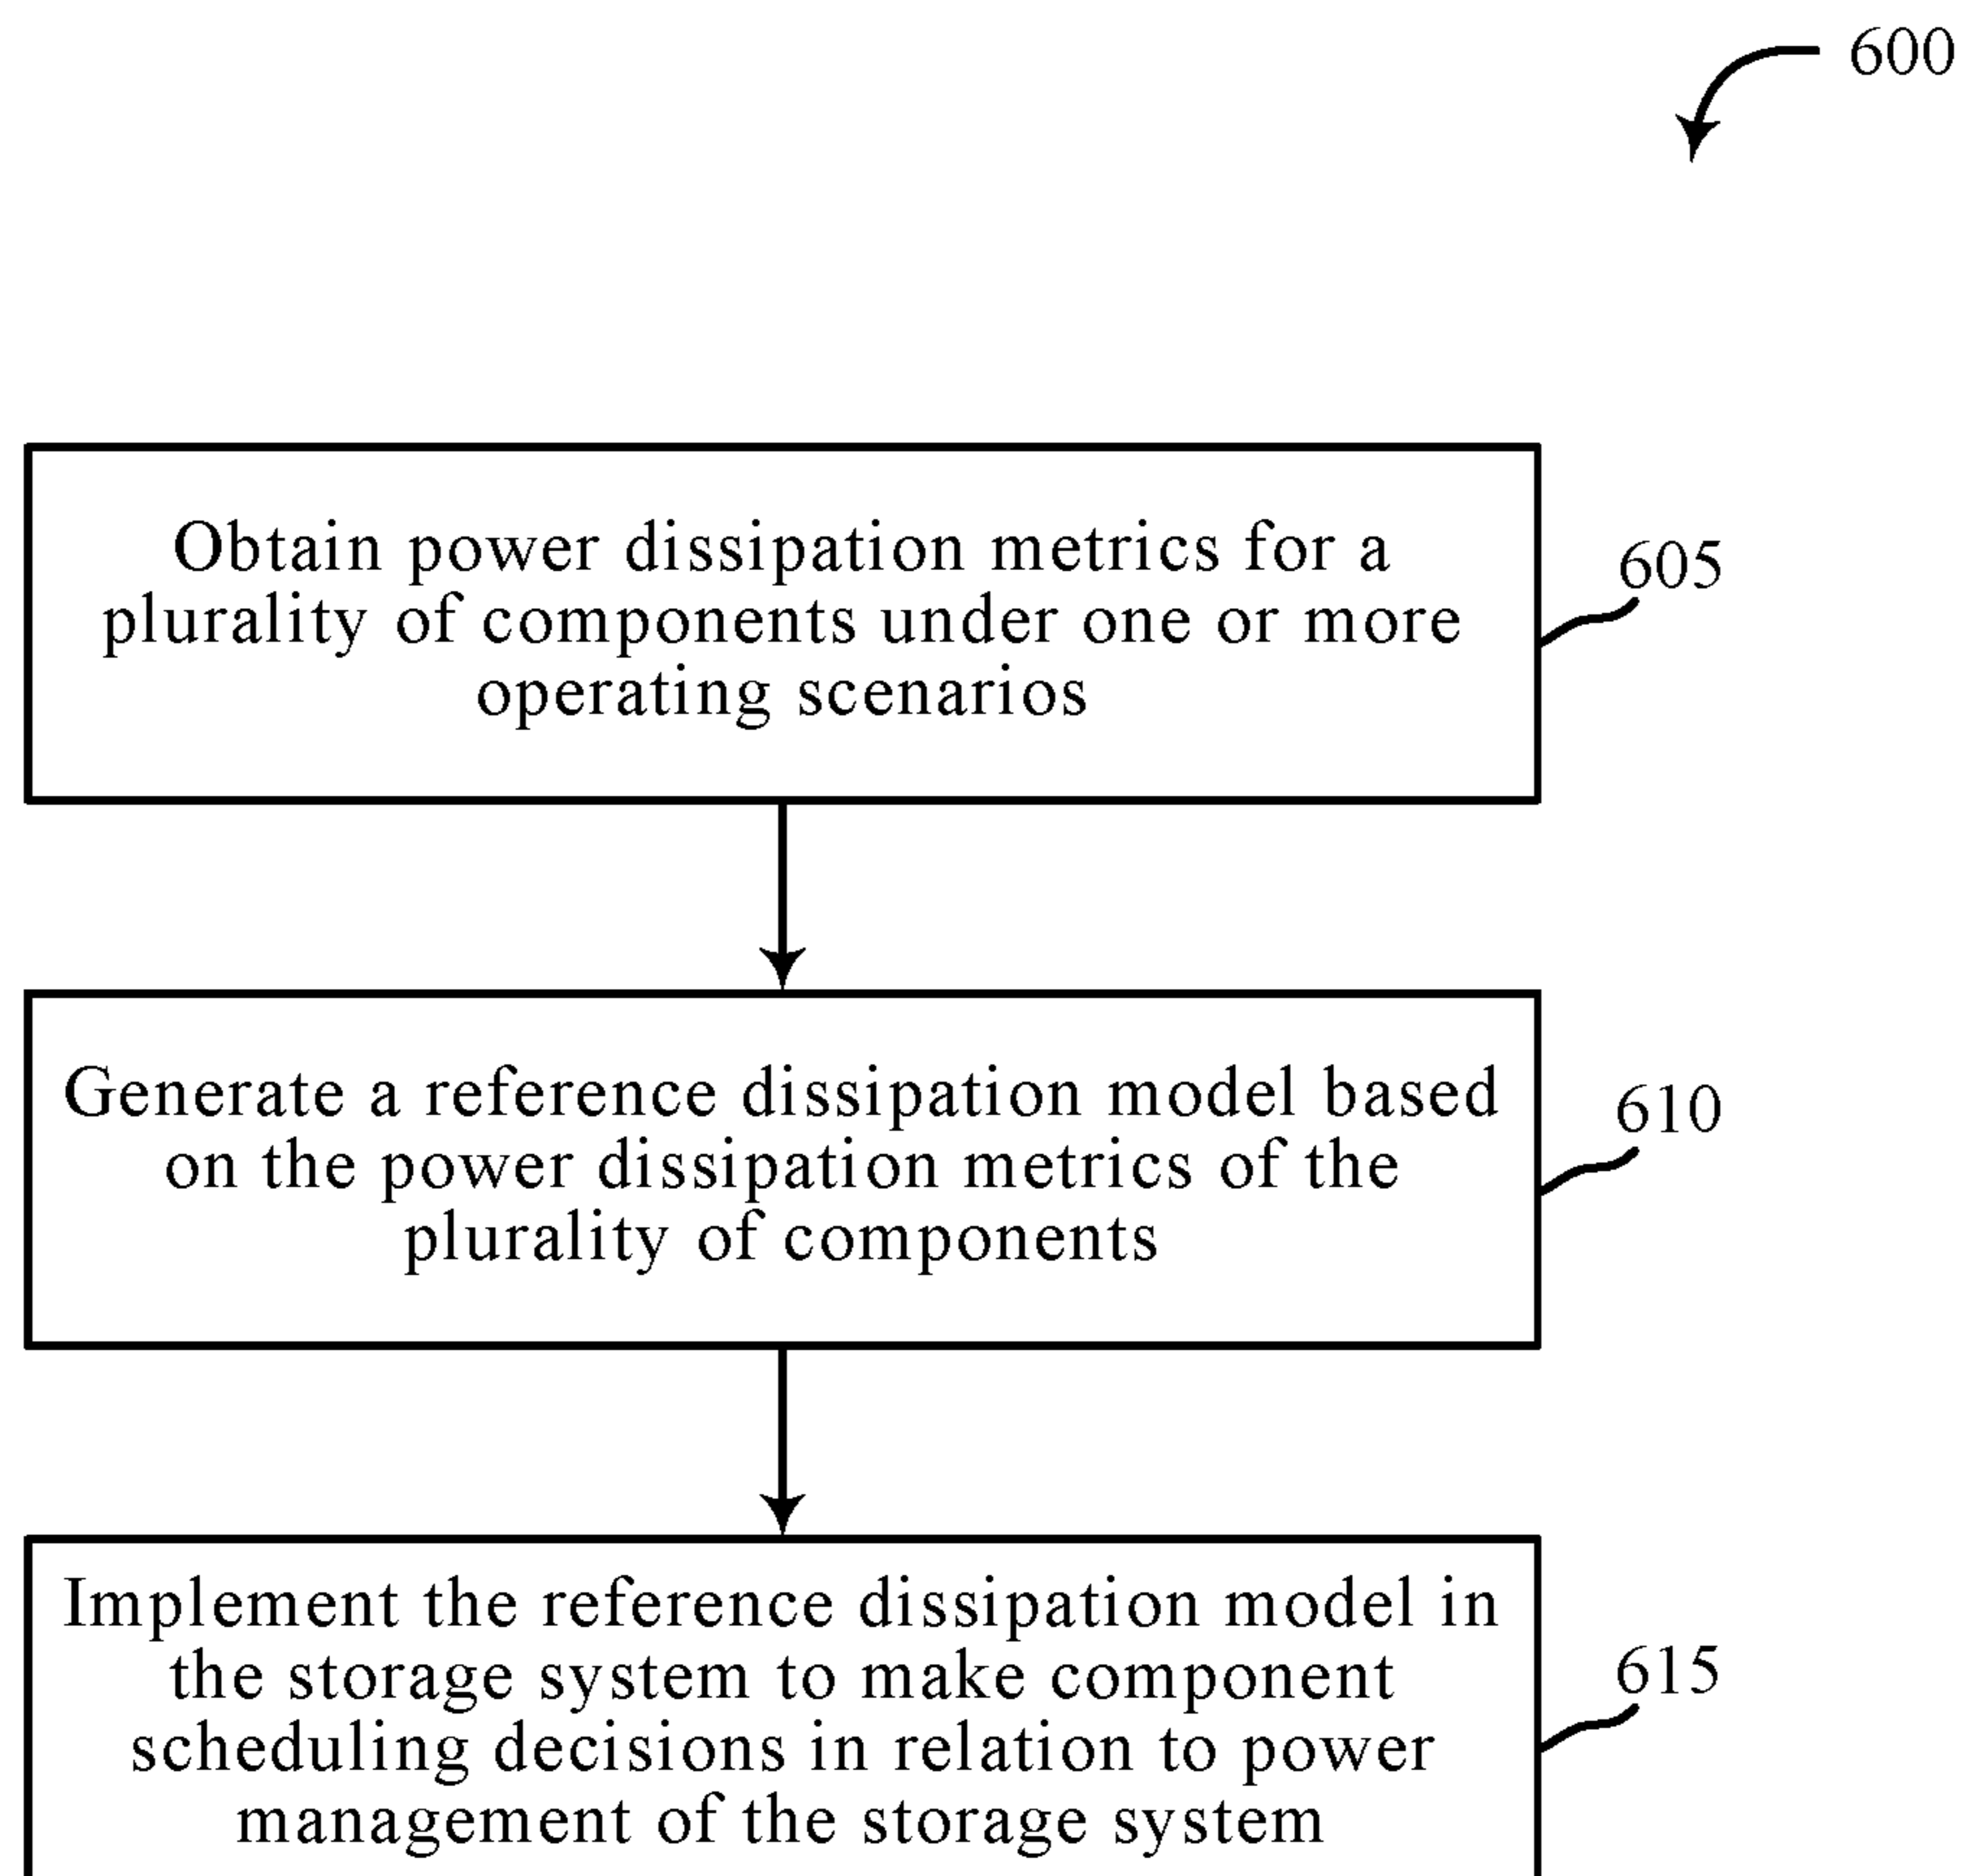 600
Obtain power dissipation metrics for a
plurality of components under one or more
operating scenarios
605
Generate a reference dissipation model based
on the power dissipation metrics of the
plurality of components
610
Implement the reference dissipation model in
the storage system to make component
scheduling decisions in relation to power
management of the storage system
615